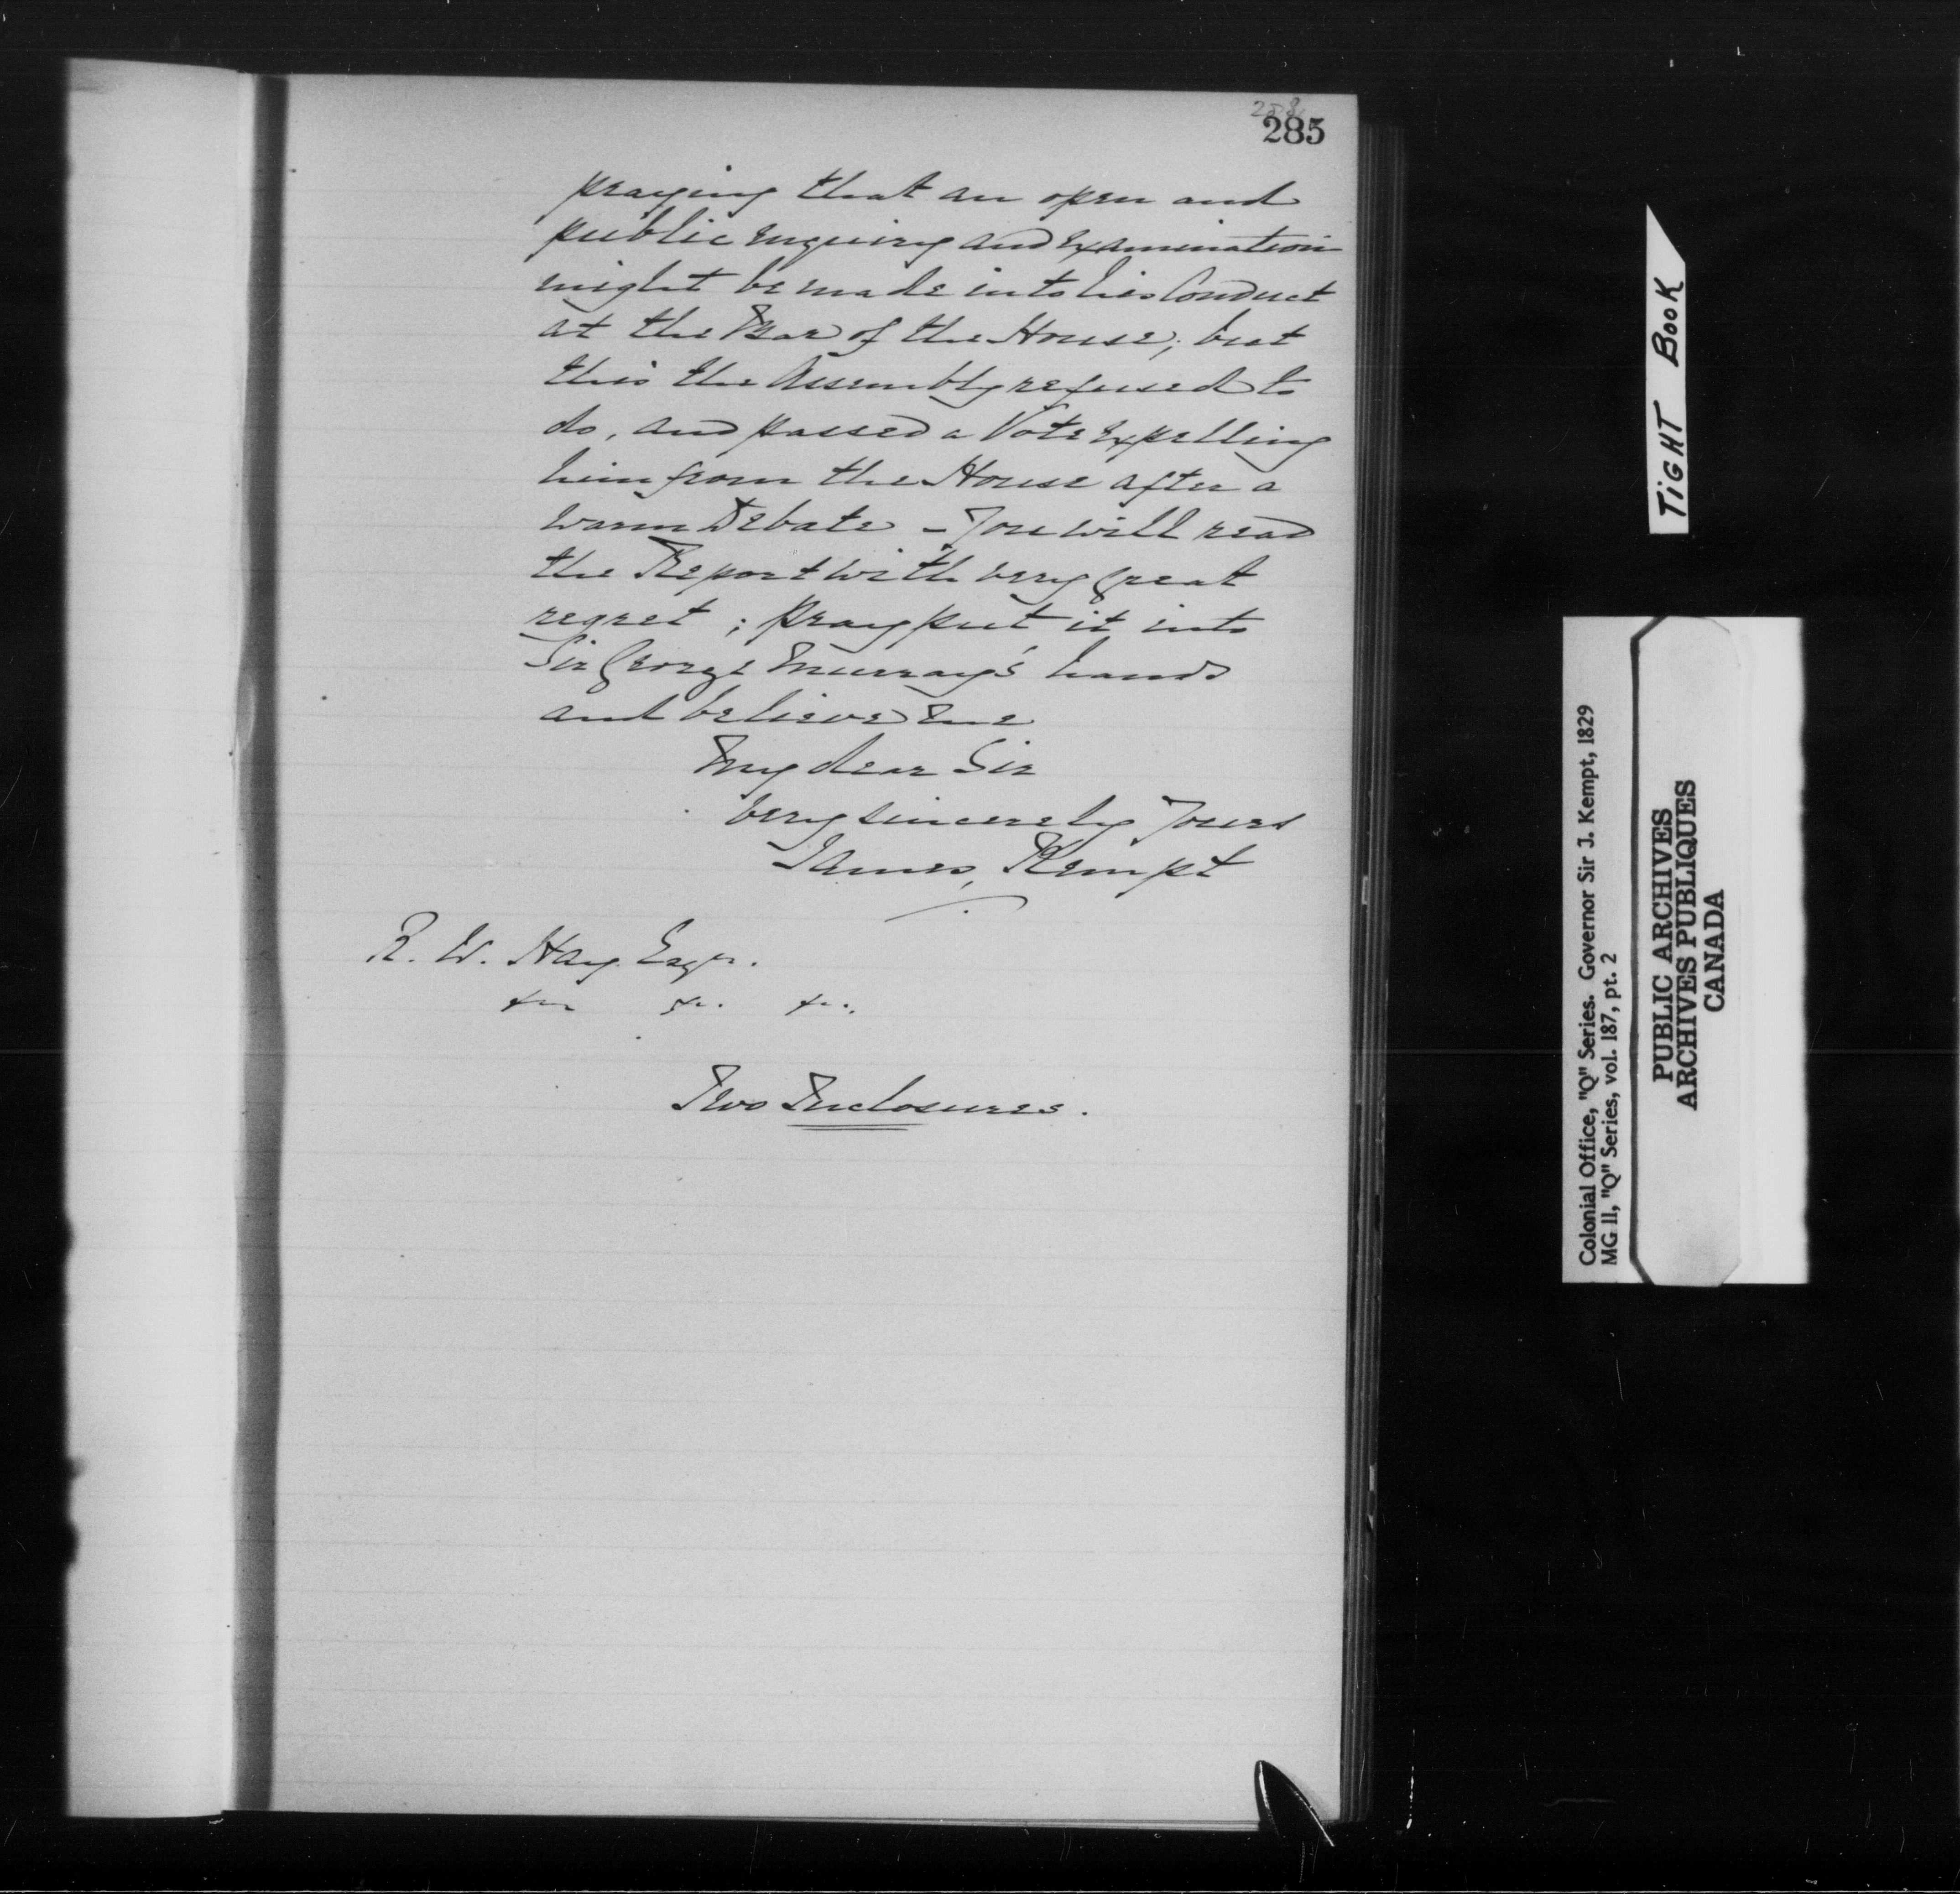 258
285
praying that an open and
public enquiry and Examination
might be made into his Conduct
at the Bar of the House; but
this the Assembly refused to
do, and passed a Vote Expelling
him from the House after a
warm Debate - You will read
the Report with very great
regret; pray put it into
Sir George Murray's hands
and believe me
My dear Sir
very sincerely Yours
James Kempt
R. W. Hay Esqr.
&c &c. &c.
Two Inclosures.
TIGHT BOOK
Colonial Office, "Q" Series. Governor Sir J. Kempt, 1829
MG 11, "Q" Series, vol. 187, pt. 2
PUBLIC ARCHIVES
ARCHIVES PUBLIQUES
CANADA